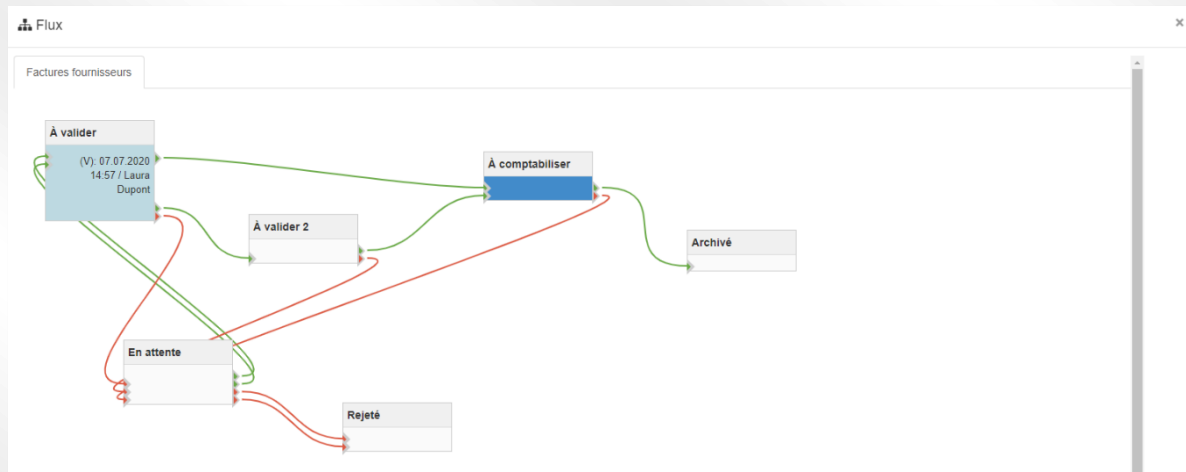 Flux
×
Factures fournisseurs
À valider
(V): 07.07.2020
14:57 / Laura
Dupont
À comptabiliser
À valider 2
Archivé
En attente
Rejeté